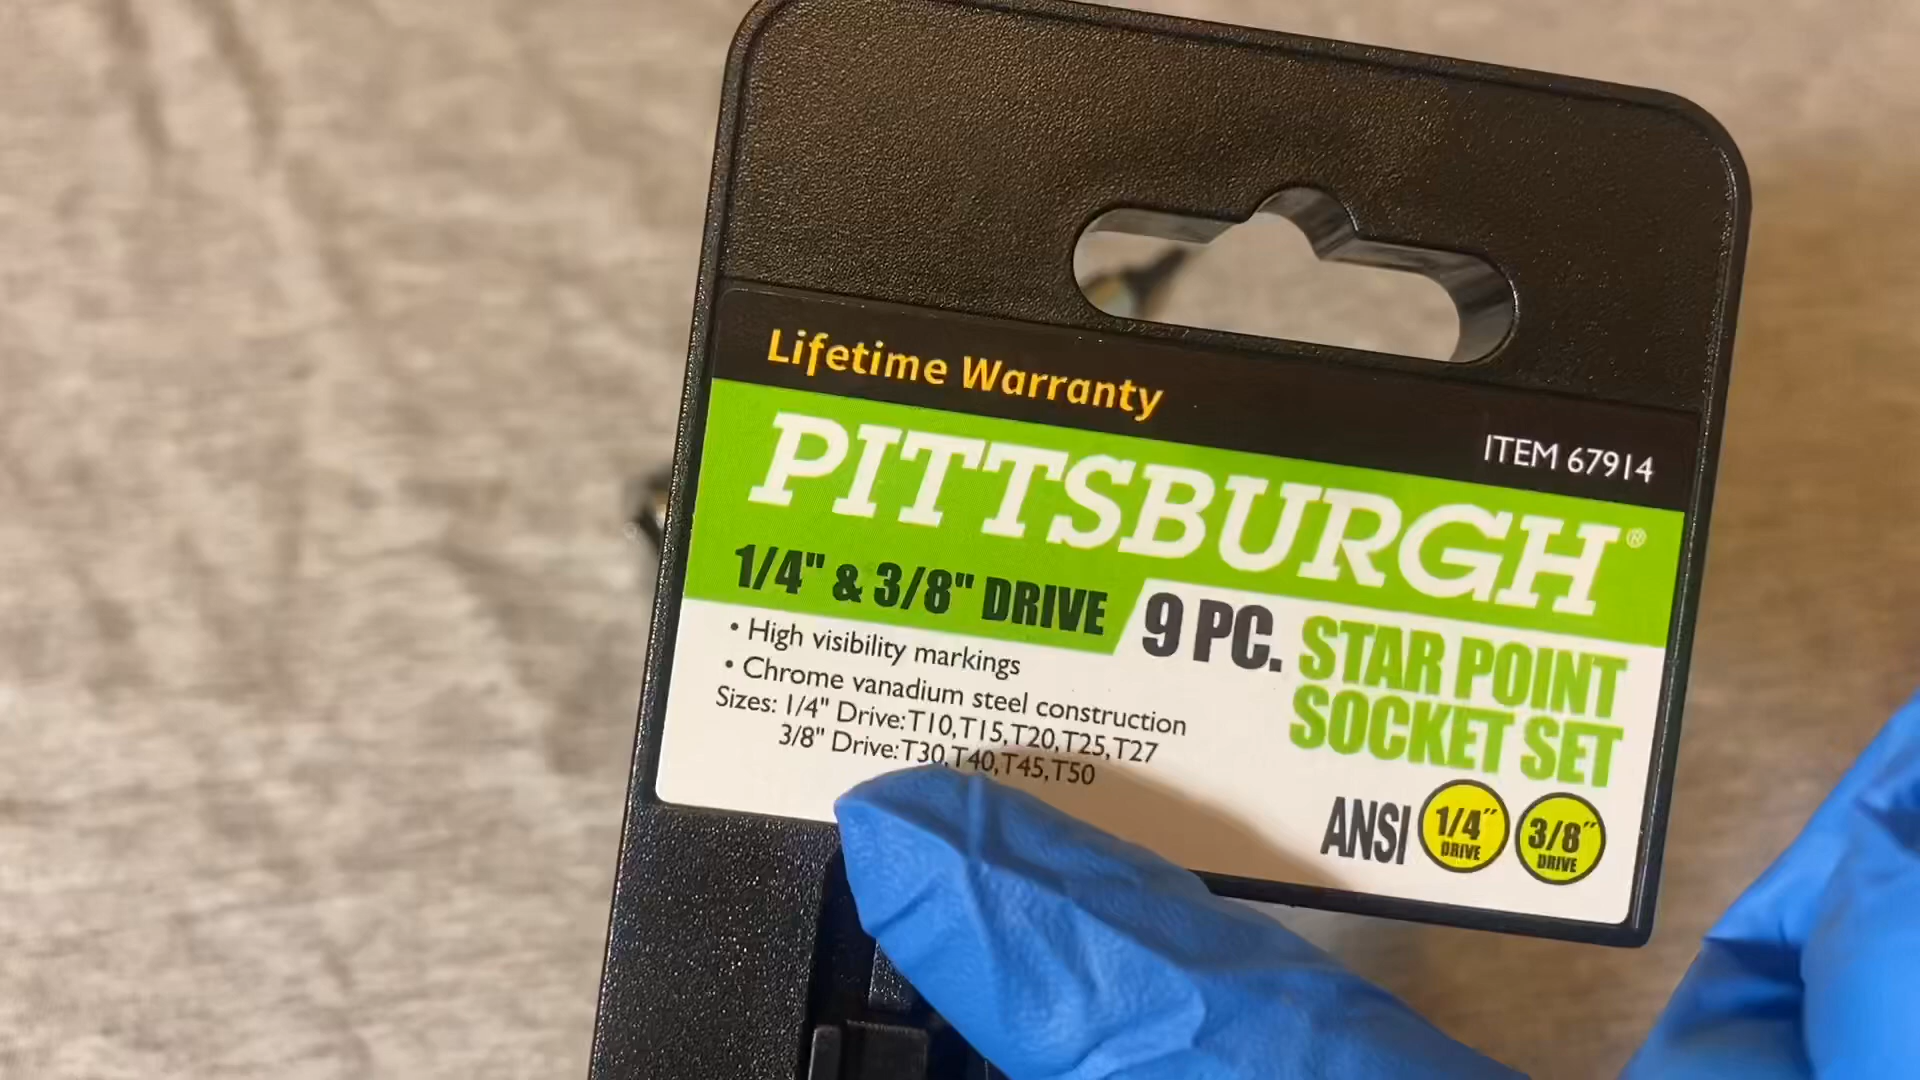 Lifetime Warranty
ITEM 67914
PITTSBURGH®
1/4" & 3/8" DRIVE
9 PC. STAR POINT
SOCKET SET
• High visibility markings
• Chrome vanadium steel construction
Sizes: 1/4" Drive: T10, T15, T20, T25, T27
3/8" Drive: T30, T40, T45, T50
ANSI
1/4"
DRIVE
3/8"
DRIVE